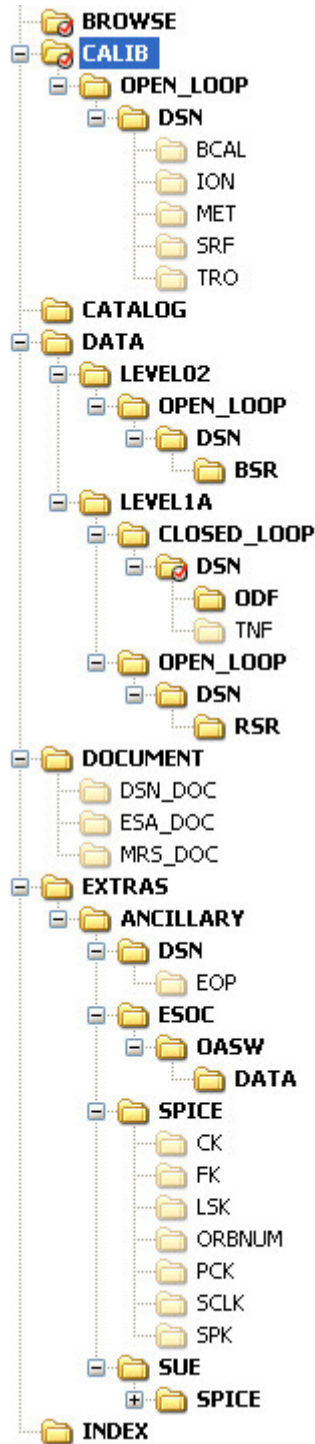 BROWSE
CALIB
OPEN_LOOP
DSN
BCAL
ION
MET
SRF
TRO
CATALOG
DATA
LEVEL02
OPEN_LOOP
DSN
BSR
LEVEL1A
CLOSED_LOOP
DSN
ODF
TNF
OPEN_LOOP
DSN
RSR
DOCUMENT
DSN_DOC
ESA_DOC
MRS_DOC
EXTRAS
ANCILLARY
DSN
EOP
ESOC
OASW
DATA
SPICE
CK
FK
LSK
ORBNUM
PCK
SCLK
SPK
SUE
SPICE
INDEX